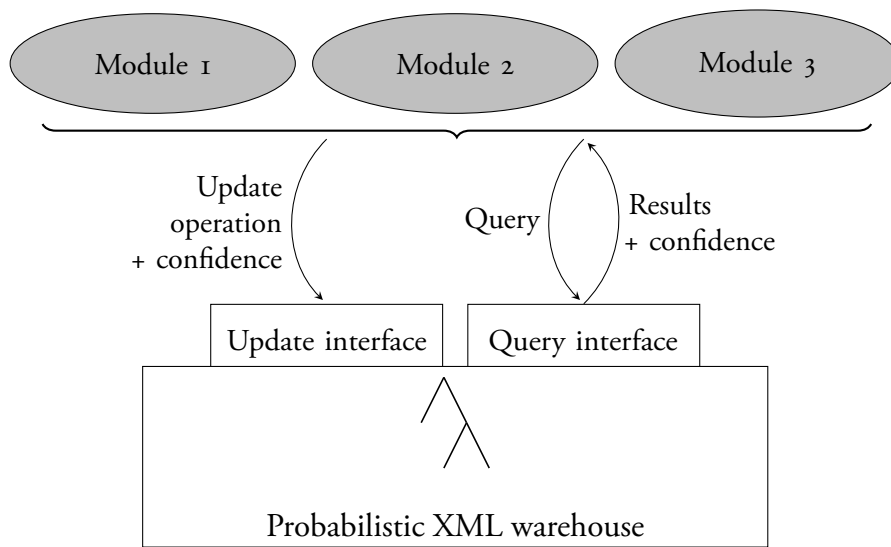 Module 1
Module 2
Module 3
Update
operation
+ confidence
Query
Results
+ confidence
Update interface
Query interface
Probabilistic XML warehouse